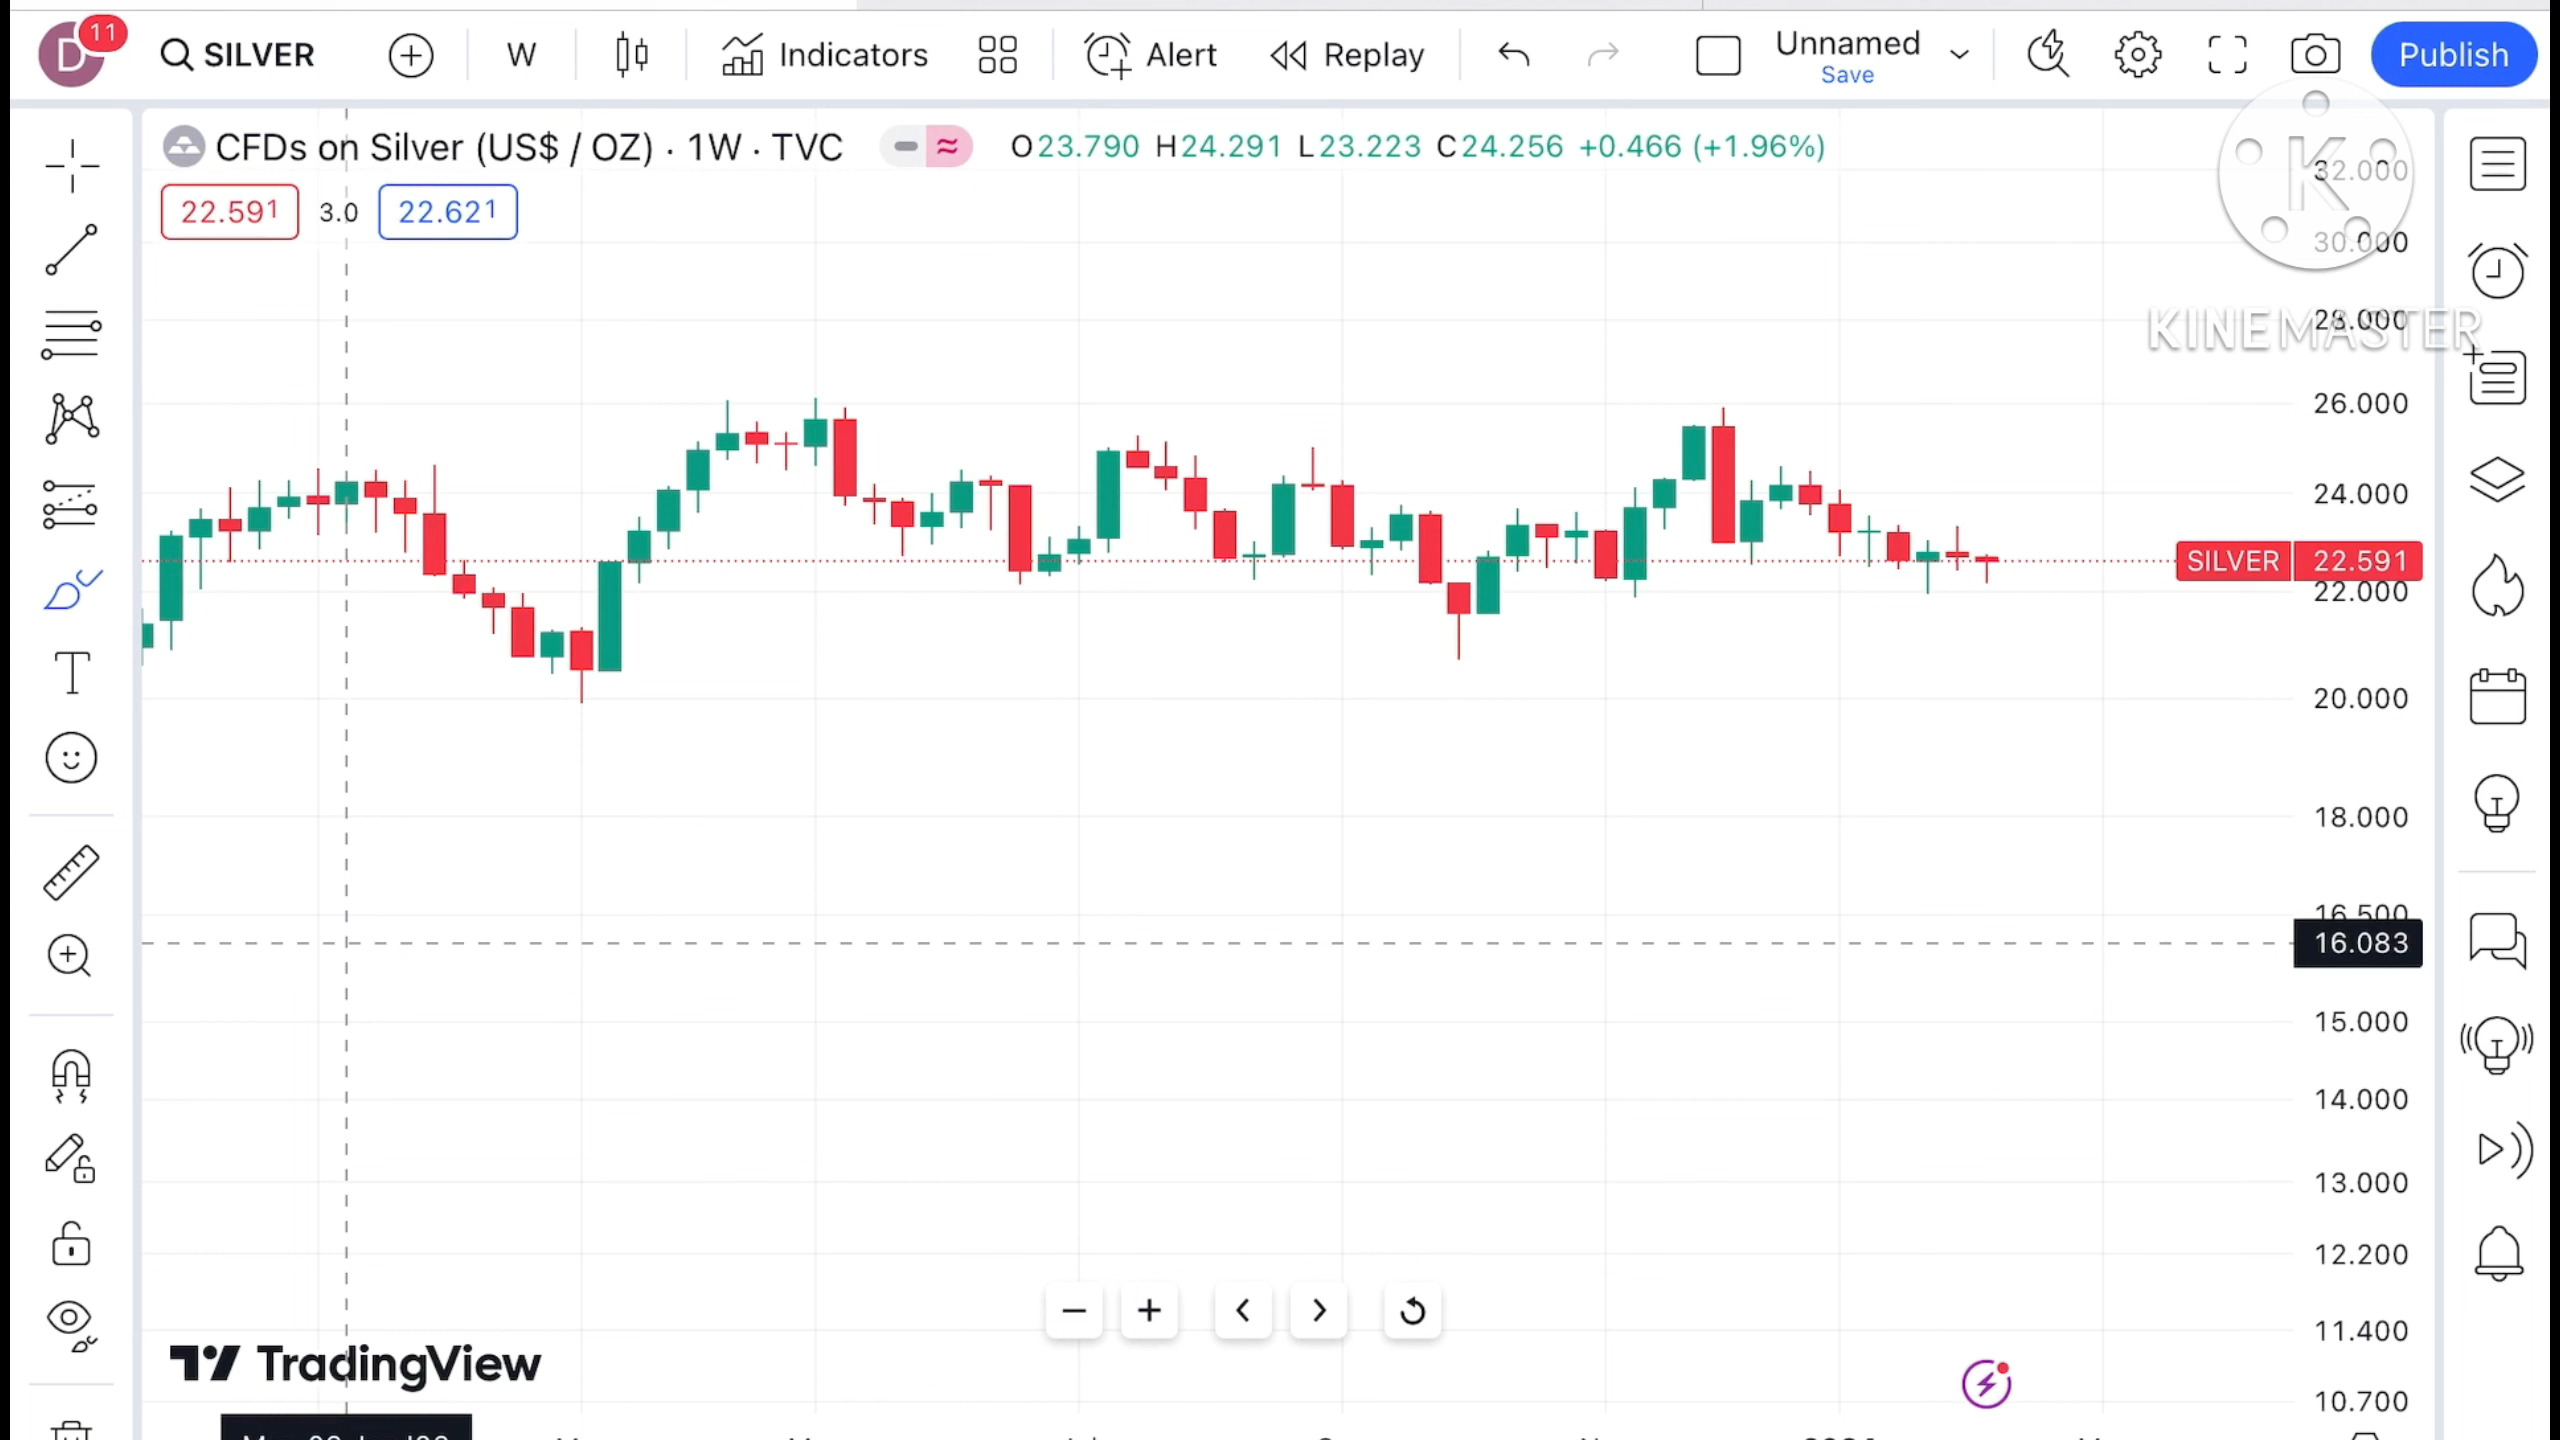 D 11 SILVER W Indicators Alert Replay Unnamed Save Publish
CFDs on Silver (US$ / OZ) · 1W · TVC O23.790 H24.291 L23.223 C24.256 +0.466 (+1.96%)
22.591 3.0 22.621
K
KINEMASTER
32.000
30.000
28.000
26.000
24.000
SILVER 22.591
22.000
20.000
18.000
16.500
16.083
15.000
14.000
13.000
12.200
11.400
10.700
TradingView